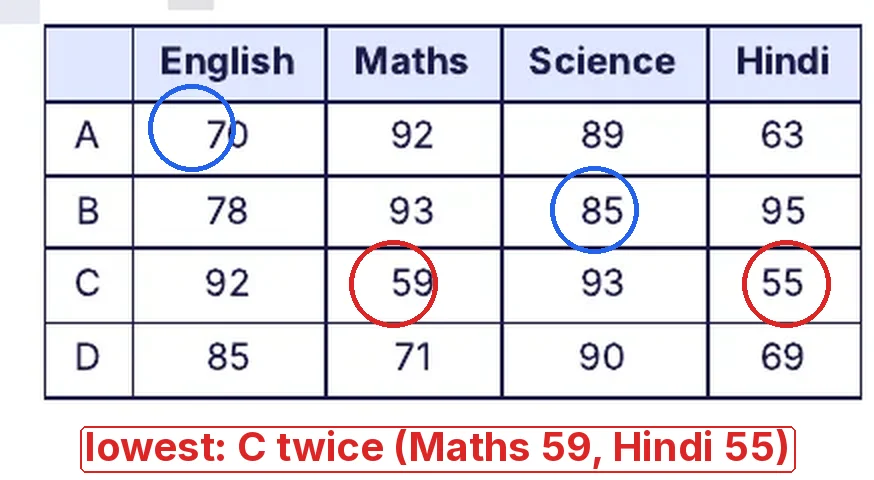 English Maths Science Hindi
A 70 92 89 63
B 78 93 85 95
C 92 59 93 55
D 85 71 90 69
lowest: C twice (Maths 59, Hindi 55)